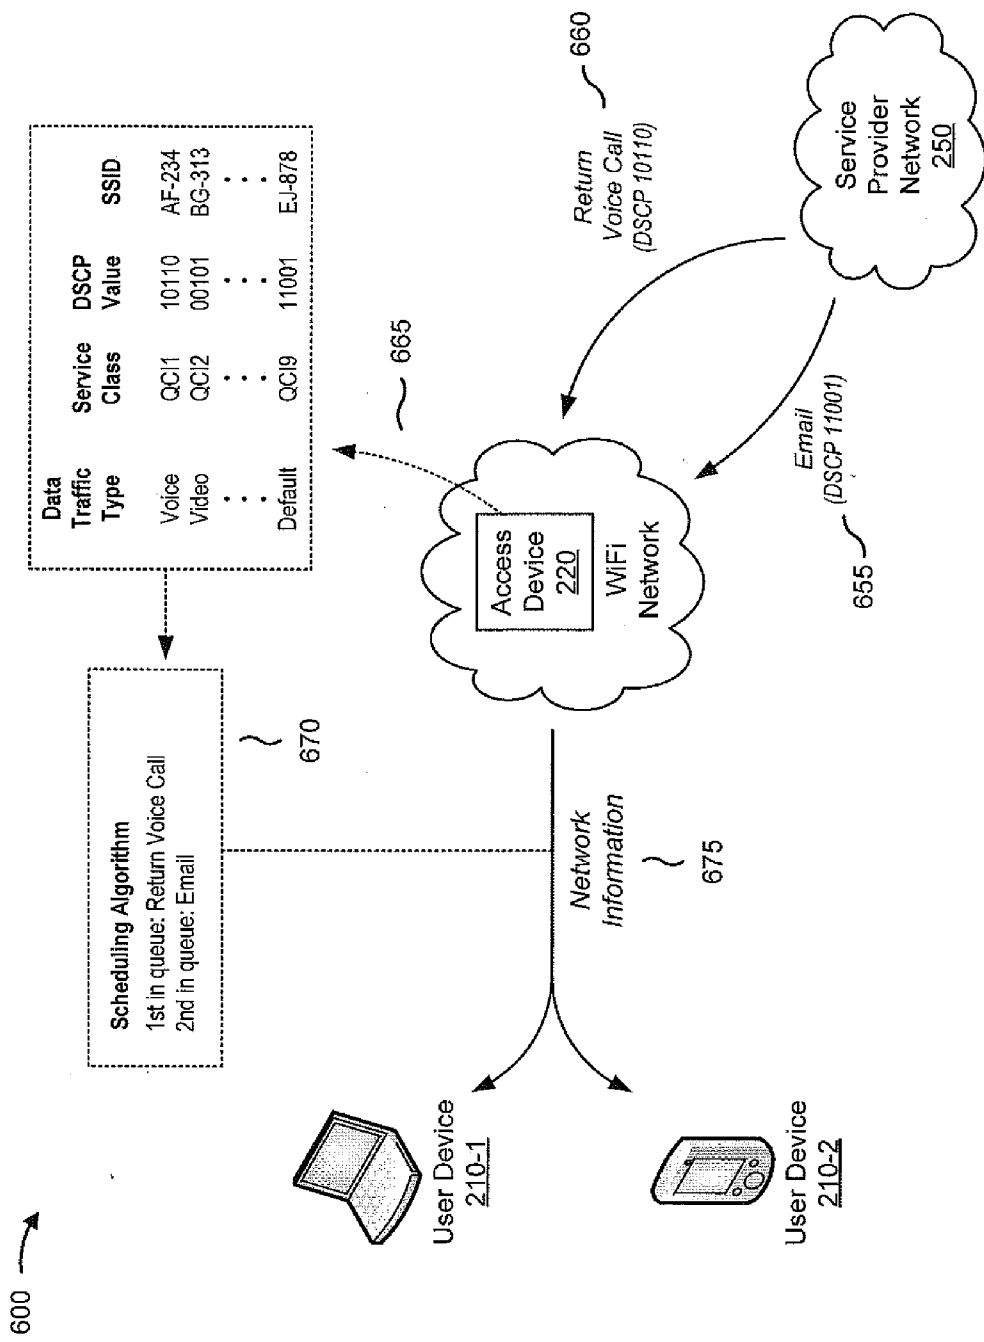 600
Scheduling Algorithm
1st in queue: Return Voice Call
2nd in queue: Email
670
Data Traffic Type Service Class DSCP Value SSID
Voice QCI1 10110 AF-234
Video QCI2 00101 BG-313
Default QCI9 11001 EJ-878
665
User Device
210-1
User Device
210-2
Network
Information
675
Access
Device
220
WiFi
Network
Return
Voice Call
(DSCP 10110)
660
Email
(DSCP 11001)
655
Service
Provider
Network
250